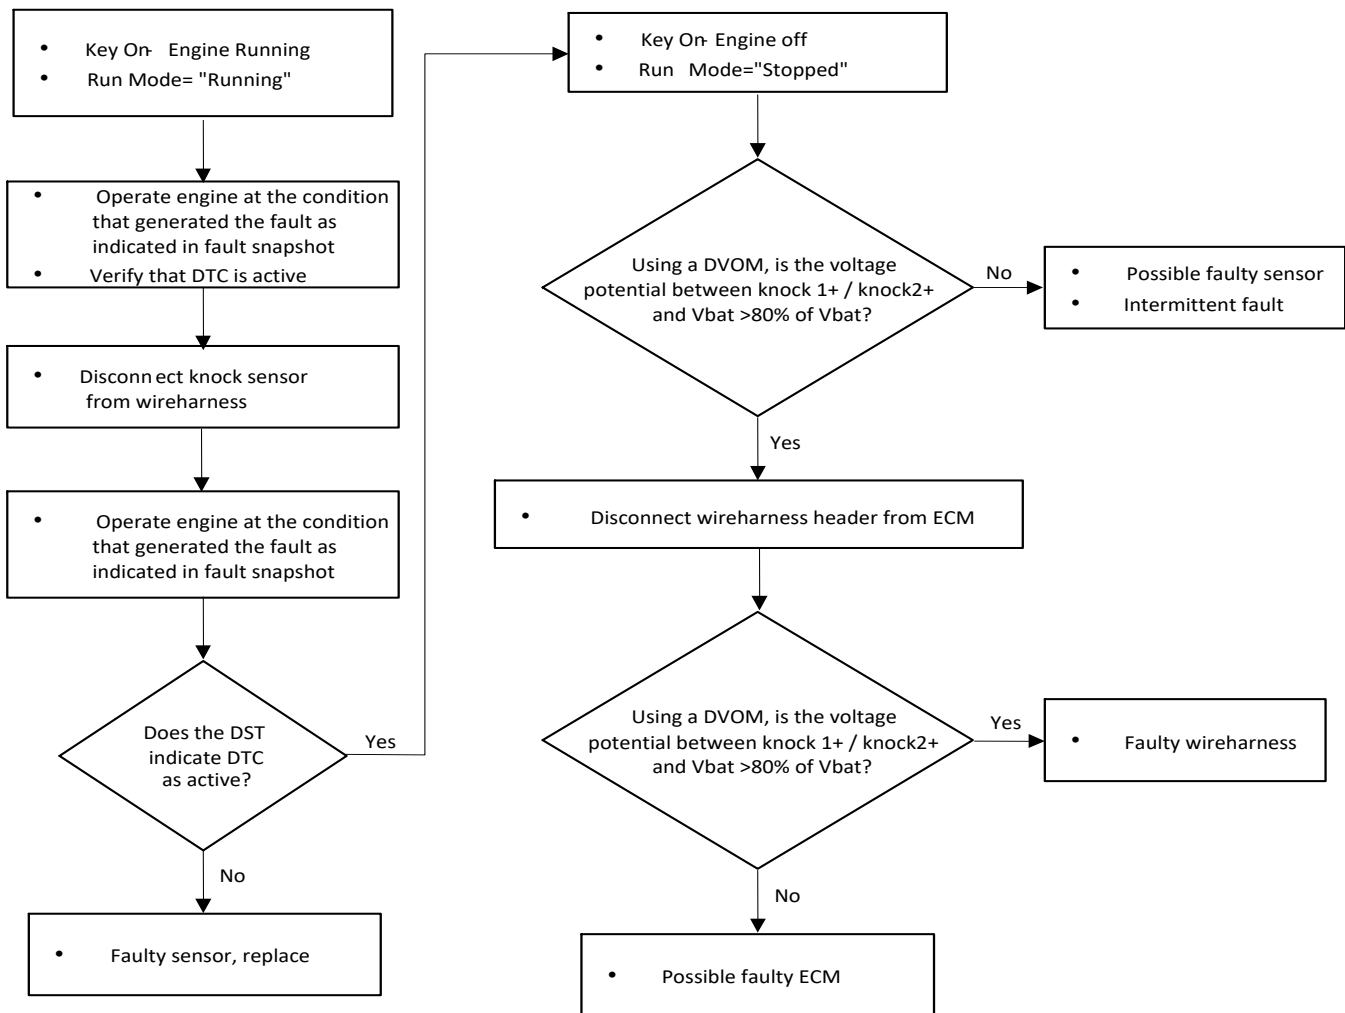 • Key On- Engine Running
• Run Mode= "Running"
• Operate engine at the condition
that generated the fault as
indicated in fault snapshot
• Verify that DTC is active
• Disconnect knock sensor
from wireharness
• Operate engine at the condition
that generated the fault as
indicated in fault snapshot
Does the DST
indicate DTC
as active?
Yes
No
• Faulty sensor, replace
• Key On- Engine off
• Run Mode="Stopped"
Using a DVOM, is the voltage
potential between knock 1+ / knock2+
and Vbat >80% of Vbat?
No
• Possible faulty sensor
• Intermittent fault
Yes
• Disconnect wireharness header from ECM
Using a DVOM, is the voltage
potential between knock 1+ / knock2+
and Vbat >80% of Vbat?
Yes
• Faulty wireharness
No
• Possible faulty ECM